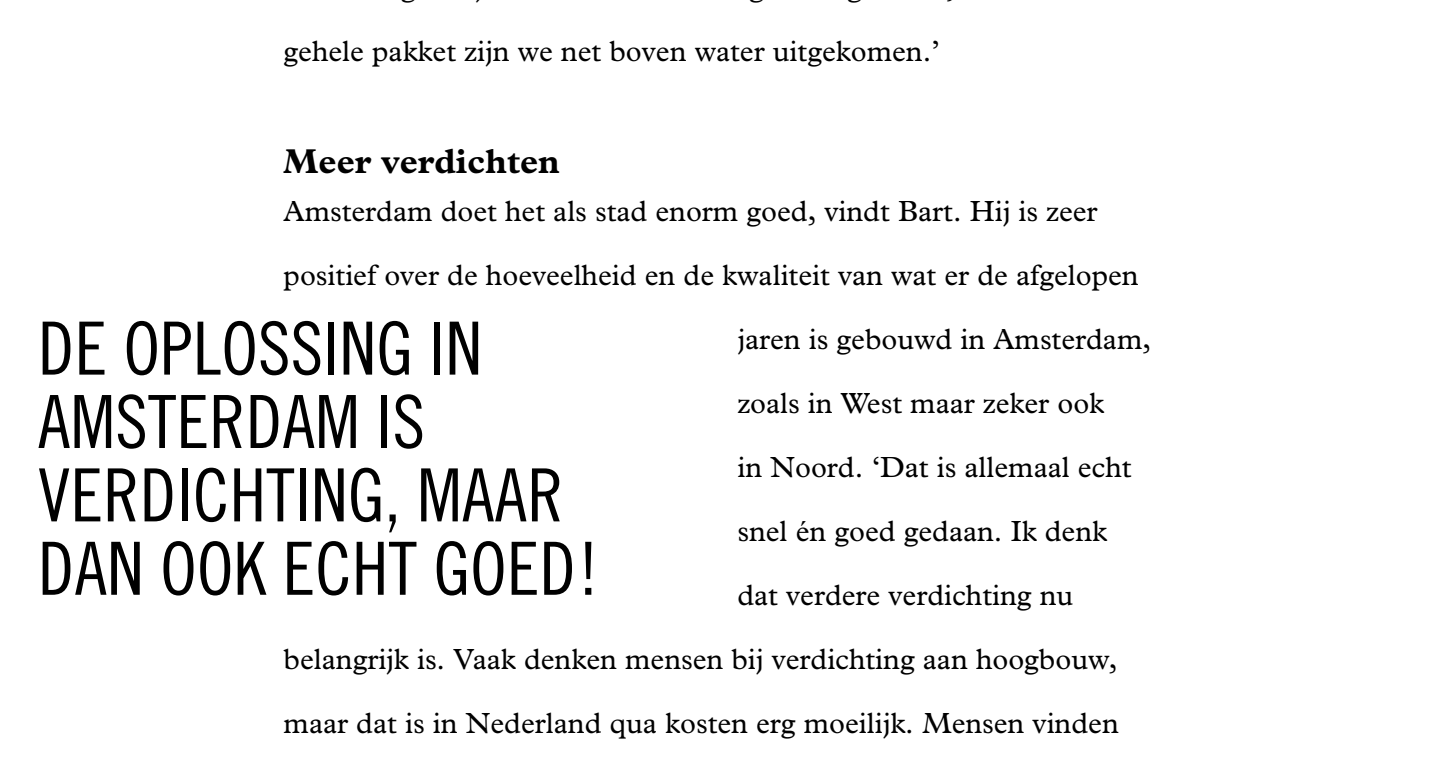 gehele pakket zijn we net boven water uitgekomen.’
Meer verdichten
Amsterdam doet het als stad enorm goed, vindt Bart. Hij is zeer
positief over de hoeveelheid en de kwaliteit van wat er de afgelopen
jaren is gebouwd in Amsterdam,
zoals in West maar zeker ook
in Noord. ‘Dat is allemaal echt
snel én goed gedaan. Ik denk
dat verdere verdichting nu
belangrijk is. Vaak denken mensen bij verdichting aan hoogbouw,
maar dat is in Nederland qua kosten erg moeilijk. Mensen vinden
DE OPLOSSING IN
AMSTERDAM IS
VERDICHTING, MAAR
DAN OOK ECHT GOED!